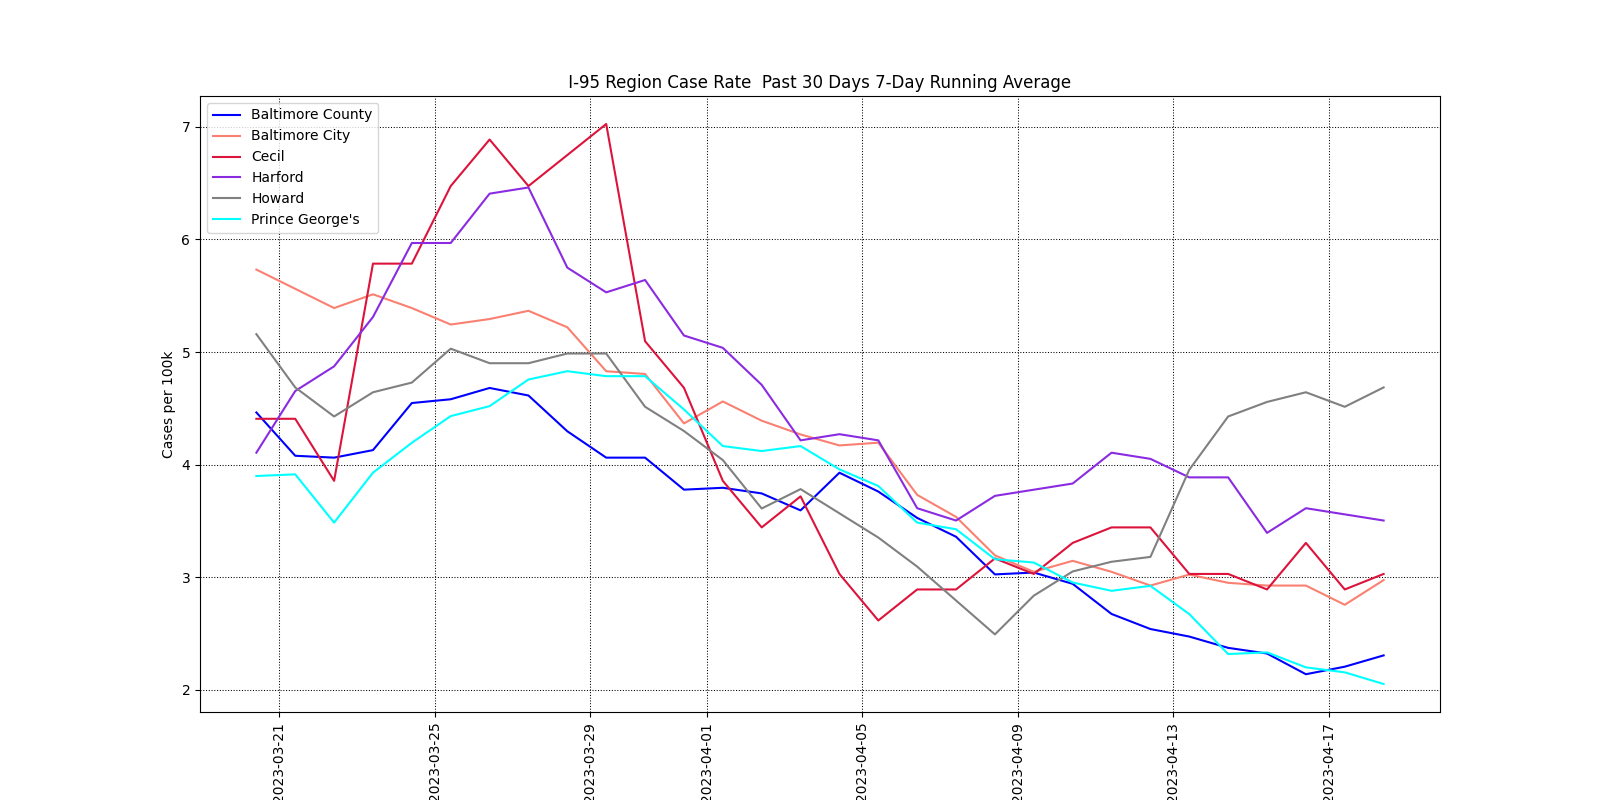 I-95 Region Case Rate  Past 30 Days 7-Day Running Average
Baltimore County
Baltimore City
Cecil
Harford
Howard
Prince George's
Cases per 100k
7
6
5
4
3
2
2023-03-21
2023-03-25
2023-03-29
2023-04-01
2023-04-05
2023-04-09
2023-04-13
2023-04-17